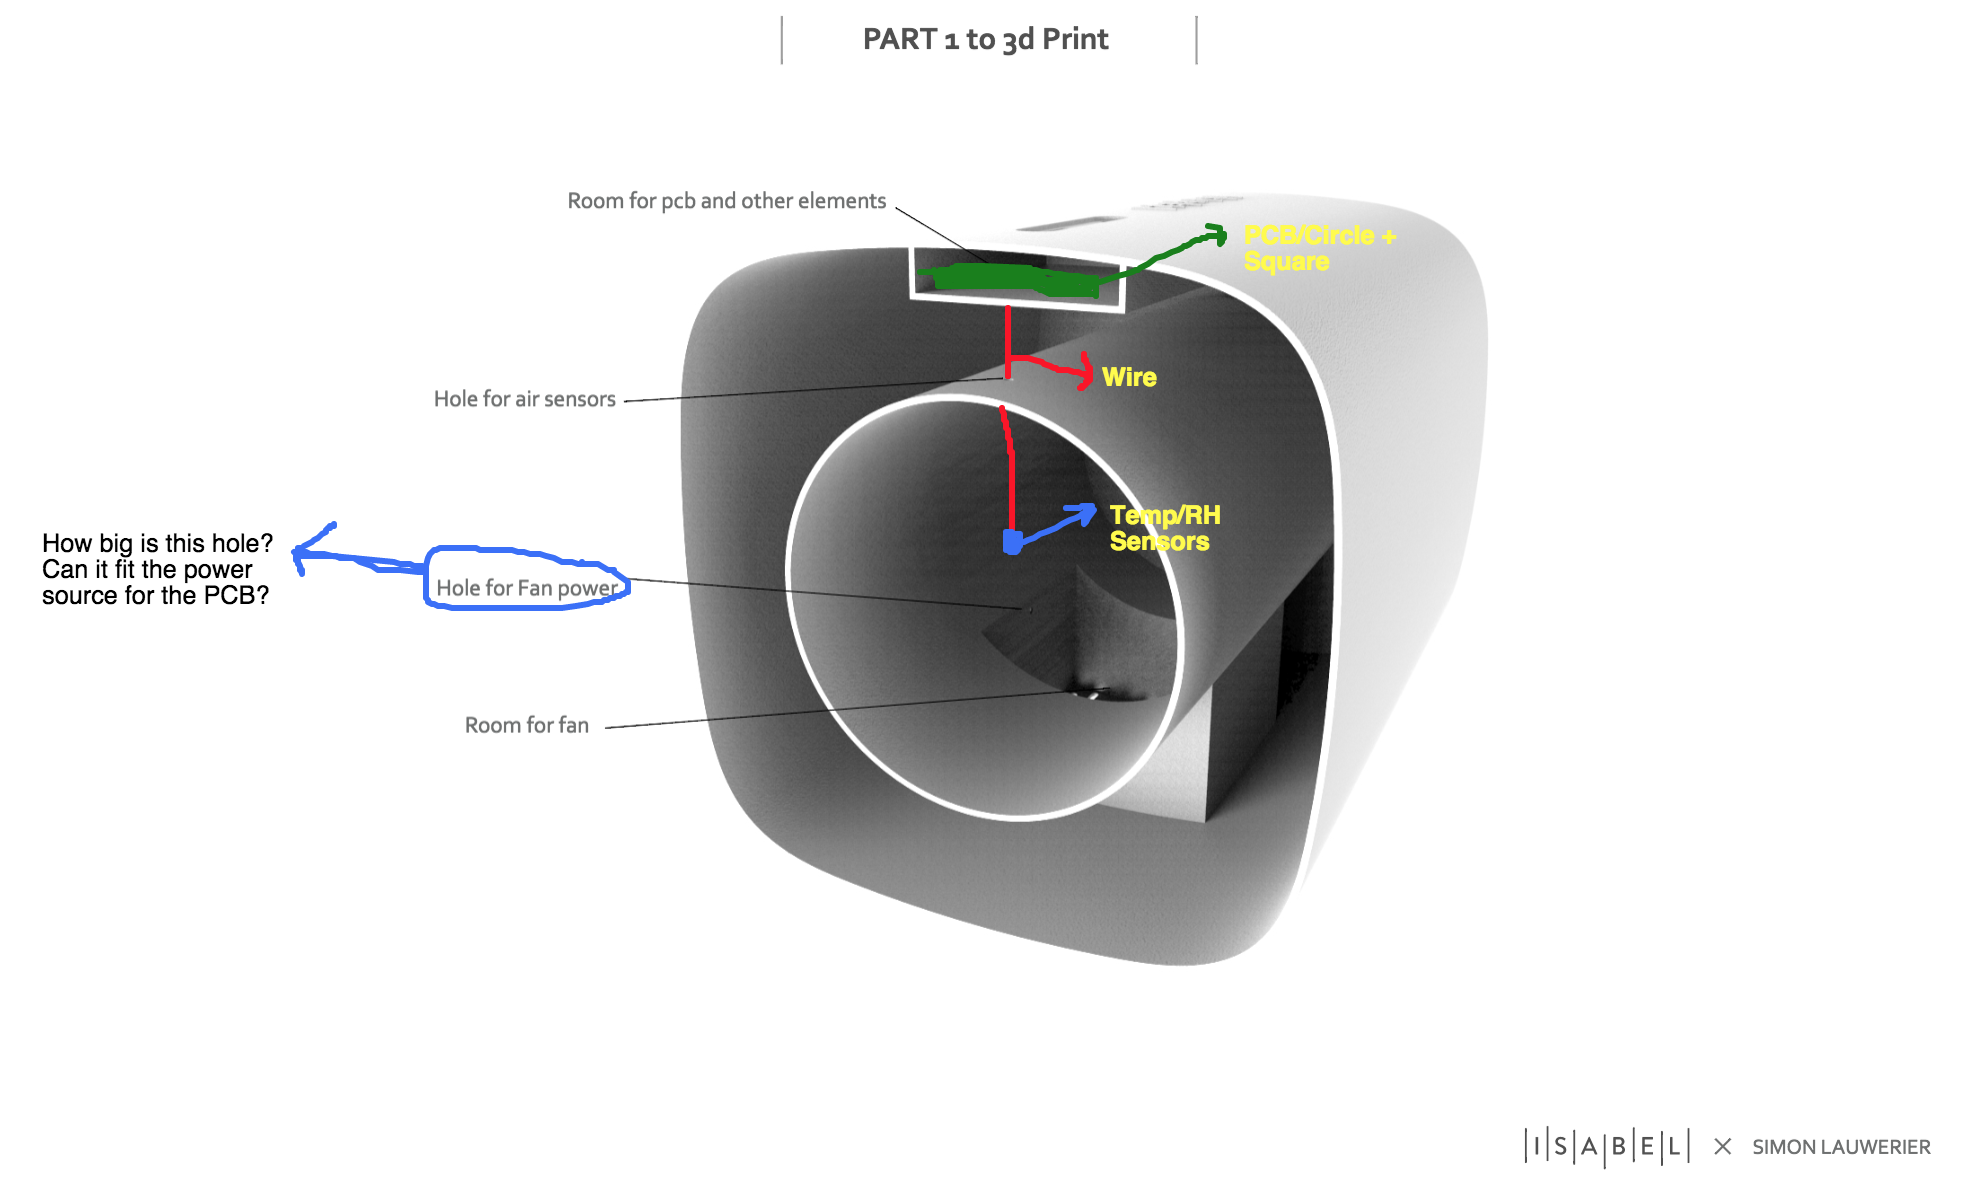 PART 1 to 3d Print
Room for pcb and other elements
PCB/Circle +
Square
Wire
Hole for air sensors
Temp/RH
Sensors
How big is this hole?
Can it fit the power
source for the PCB?
Hole for Fan power
Room for fan
ISABEL × SIMON LAUWERIER